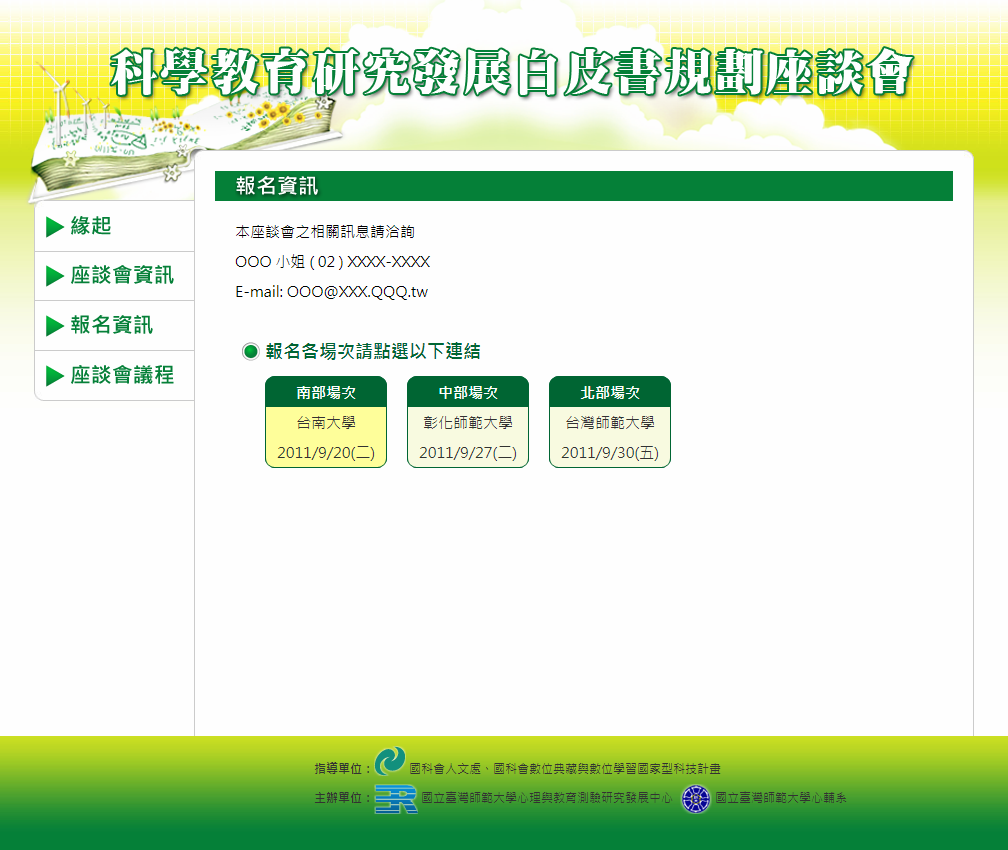 科學教育研究發展白皮書規劃座談會
緣起
座談會資訊
報名資訊
座談會議程
報名資訊
本座談會之相關訊息請洽詢
OOO 小姐 ( 02 ) XXXX-XXXX
E-mail: OOO@XXX.QQQ.tw
報名各場次請點選以下連結
南部場次
台南大學
2011/9/20(二)
中部場次
彰化師範大學
2011/9/27(二)
北部場次
台灣師範大學
2011/9/30(五)
指導單位： 國科會人文處、國科會數位典藏與數位學習國家型科技計畫
主辦單位： 國立臺灣師範大學心理與教育測驗研究發展中心 國立臺灣師範大學心輔系